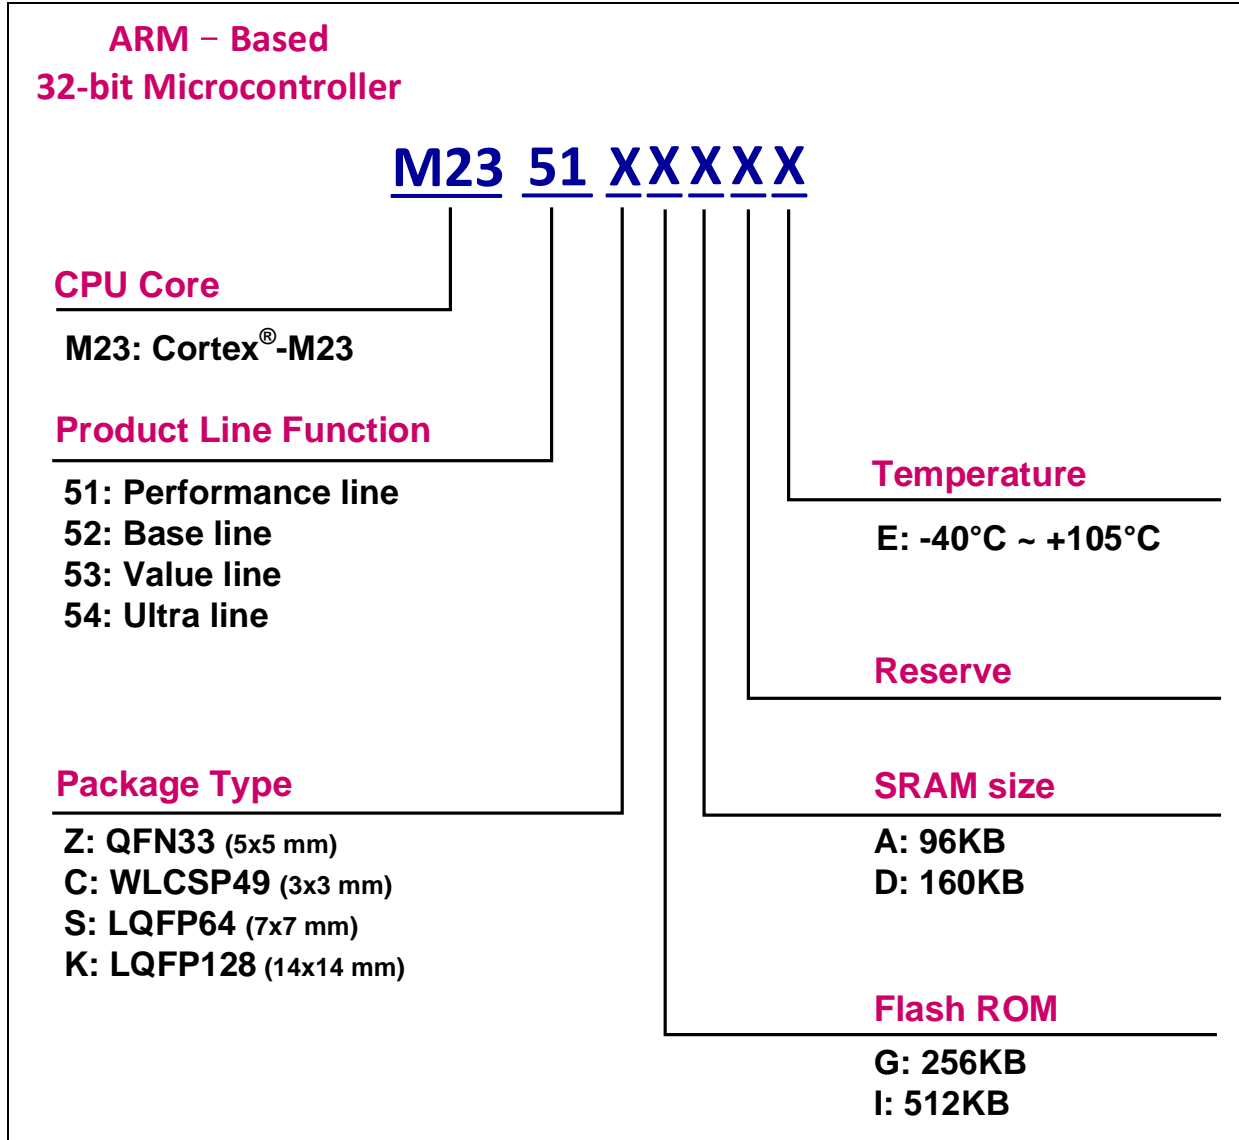 ARM – Based
32-bit Microcontroller
M23 51 X X X X X
CPU Core
M23: Cortex®-M23
Product Line Function
51: Performance line
52: Base line
53: Value line
54: Ultra line
Package Type
Z: QFN33 (5x5 mm)
C: WLCSP49 (3x3 mm)
S: LQFP64 (7x7 mm)
K: LQFP128 (14x14 mm)
Temperature
E: -40°C ~ +105°C
Reserve
SRAM size
A: 96KB
D: 160KB
Flash ROM
G: 256KB
I: 512KB